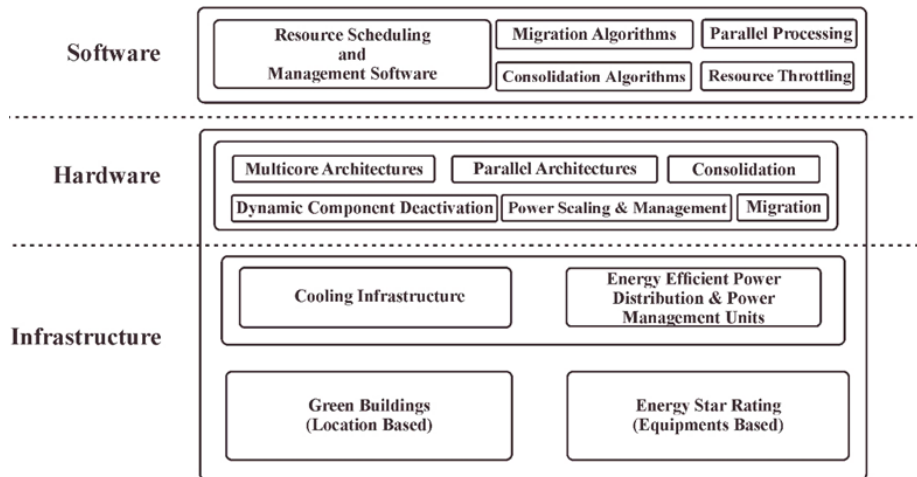 Software
Resource Scheduling
and
Management Software
Migration Algorithms
Parallel Processing
Consolidation Algorithms
Resource Throttling
Hardware
Multicore Architectures
Parallel Architectures
Consolidation
Dynamic Component Deactivation
Power Scaling & Management
Migration
Infrastructure
Cooling Infrastructure
Energy Efficient Power
Distribution & Power
Management Units
Green Buildings
(Location Based)
Energy Star Rating
(Equipments Based)